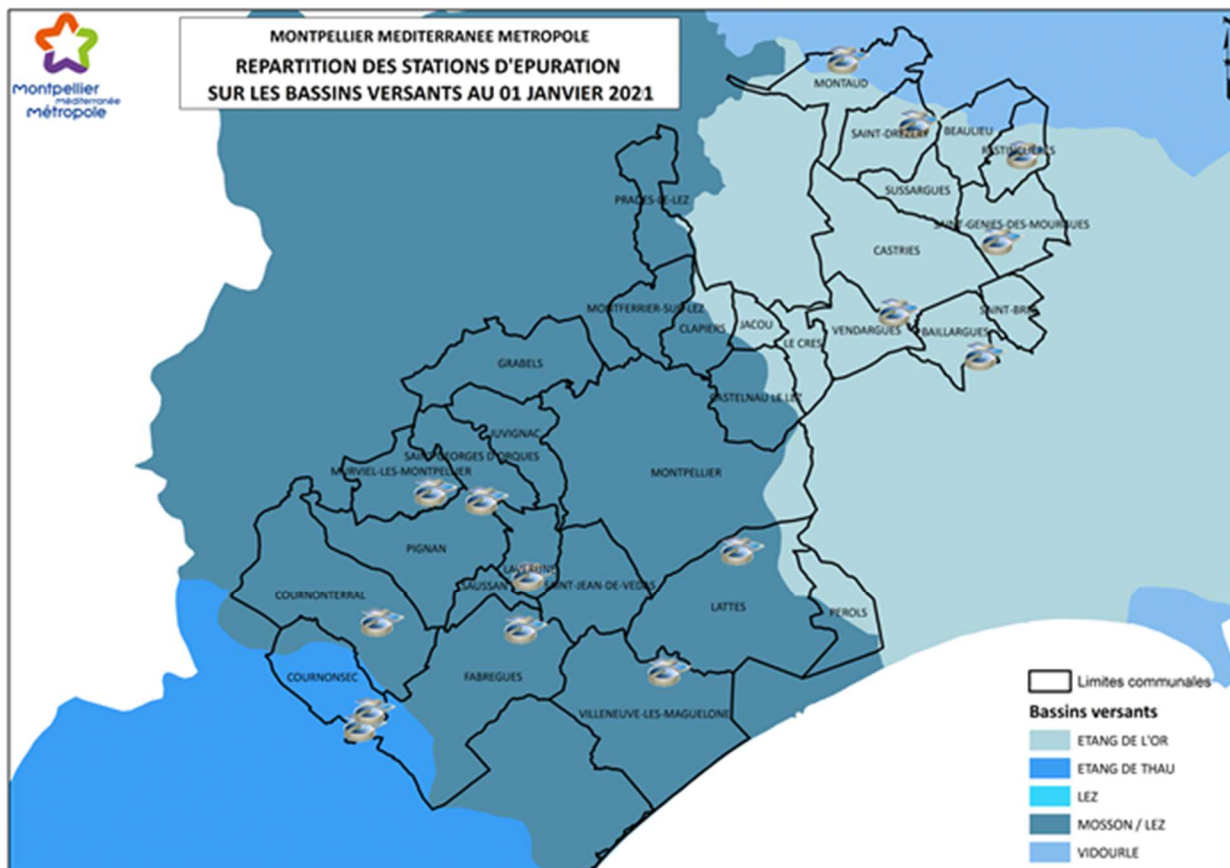 montpellier
méditerranée
métropole
MONTPELLIER MEDITERRANEE METROPOLE
REPARTITION DES STATIONS D'EPURATION
SUR LES BASSINS VERSANTS AU 01 JANVIER 2021
MONTAUD
SAINT-DREZERY
BEAULIEU
RESTINCLIERES
SUSSARGUES
PRADES-LE-LEZ
SAINT-GENIES-DES-MOURGUES
CASTRIES
MONTFERRIER-SUR-LEZ
SAINT-BRES
CLAPIERS
JACOU
VENDARGUES
BAILLARGUES
LE CRES
GRABELS
CASTELNAU LE LEZ
JUVIGNAC
SAINT-GEORGES D'ORQUES
MURVIEL-LES-MONTPELLIER
MONTPELLIER
PIGNAN
LAVERUNE
SAUSSAN
SAINT-JEAN-DE-VEDAS
COURNONTERRAL
LATTES
PEROLS
COURNONSEC
FABREGUES
VILLENEUVE-LES-MAGUELONE
Limites communales
Bassins versants
ETANG DE L'OR
ETANG DE THAU
LEZ
MOSSON / LEZ
VIDOURLE